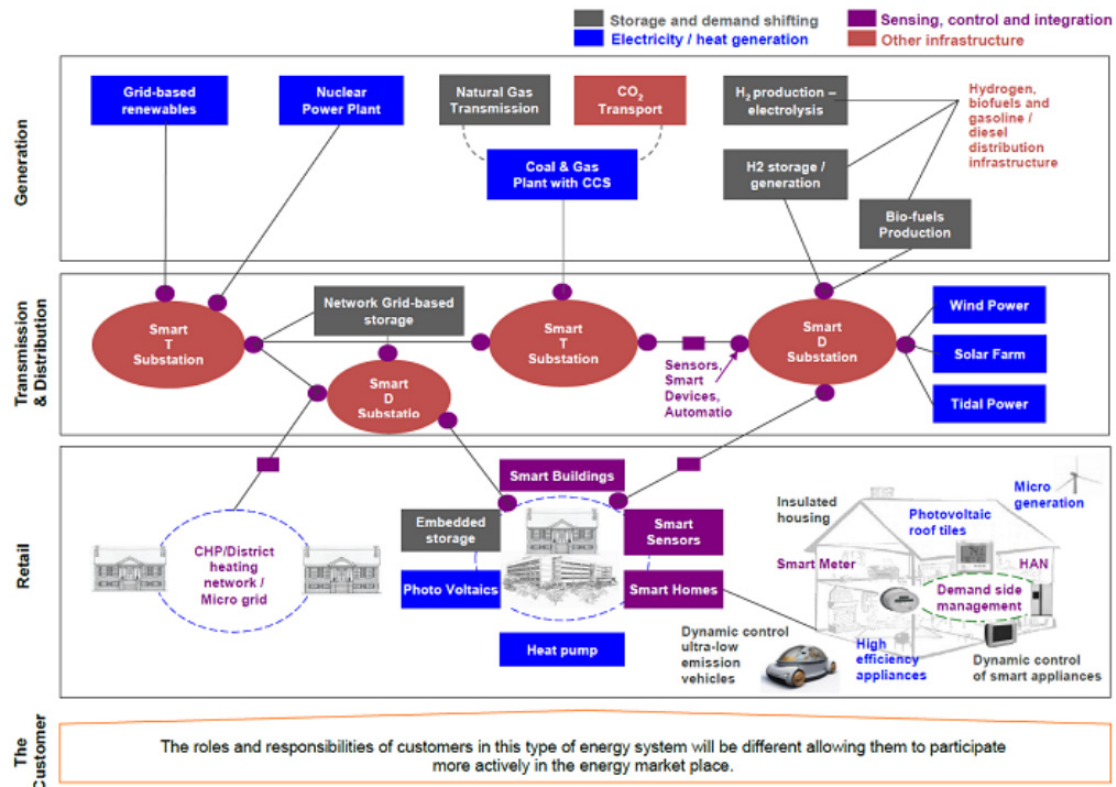 Storage and demand shifting
Sensing, control and integration
Electricity / heat generation
Other infrastructure
Generation
Grid-based
renewables
Nuclear
Power Plant
Natural Gas
Transmission
CO2
Transport
H2 production –
electrolysis
Hydrogen,
biofuels and
gasoline /
diesel
distribution
infrastructure
Coal & Gas
Plant with CCS
H2 storage /
generation
Bio-fuels
Production
Transmission
& Distribution
Smart
T
Substation
Network Grid-based
storage
Smart
D
Substatio
Smart
T
Substation
Sensors,
Smart
Devices,
Automatio
Smart
D
Substation
Wind Power
Solar Farm
Tidal Power
Retail
CHP/District
heating
network /
Micro grid
Smart Buildings
Embedded
storage
Smart
Sensors
Photo Voltaics
Smart Homes
Heat pump
Insulated
housing
Micro
generation
Photovoltaic
roof tiles
Smart Meter
HAN
Demand side
management
Dynamic control
ultra-low
emission
vehicles
High
efficiency
appliances
Dynamic control
of smart appliances
The
Customer
The roles and responsibilities of customers in this type of energy system will be different allowing them to participate
more actively in the energy market place.